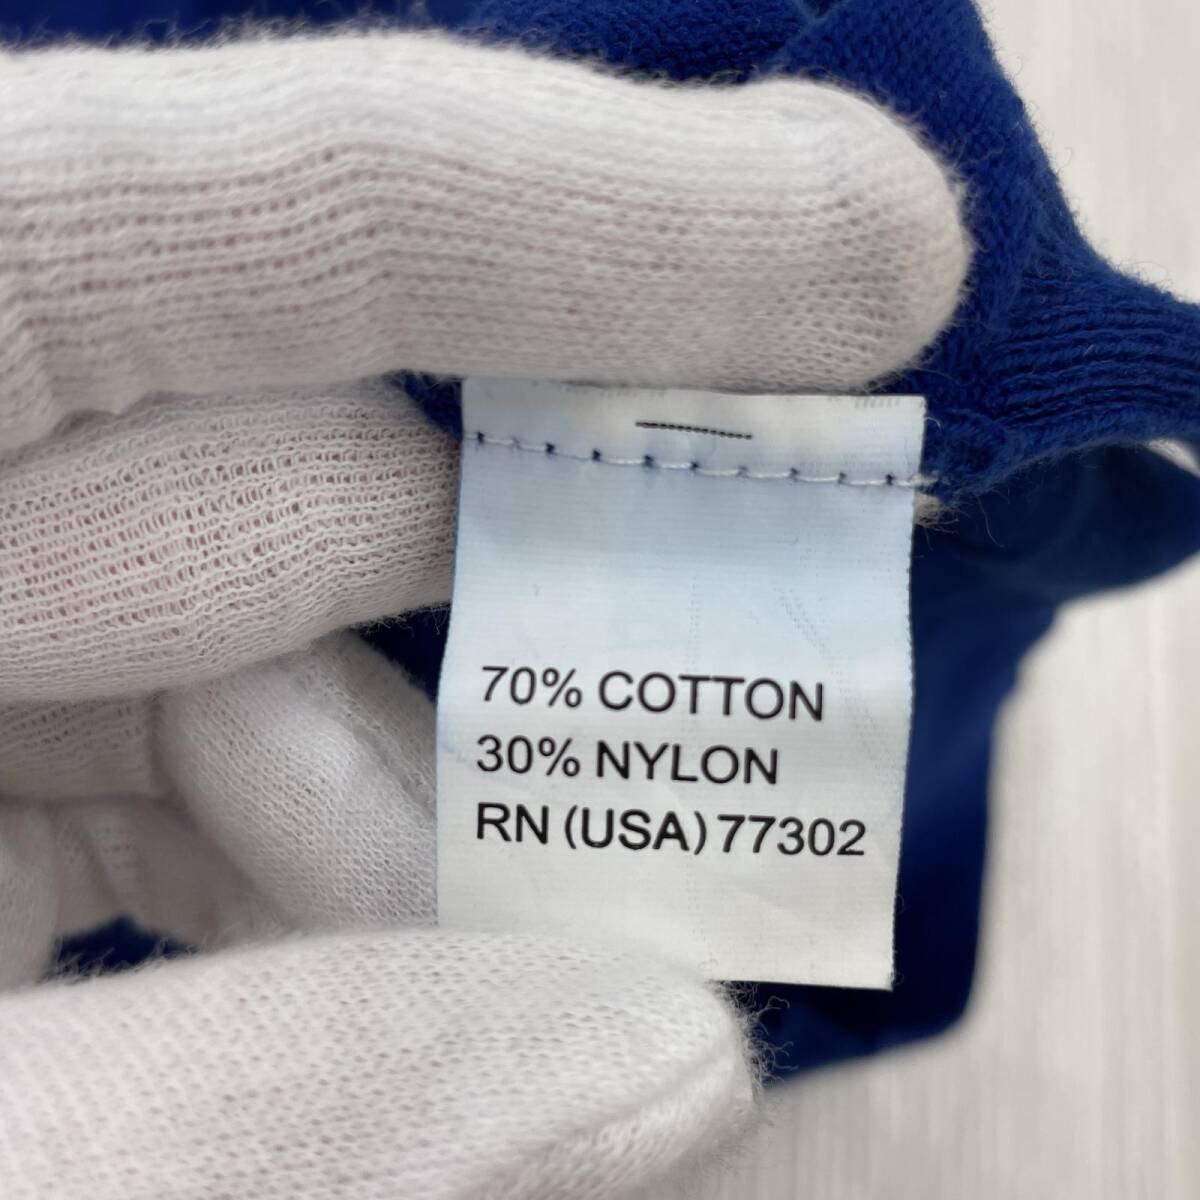 70% COTTON
30% NYLON
RN (USA) 77302